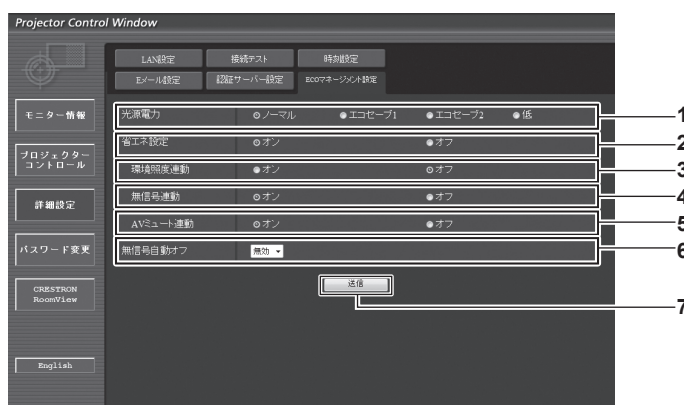 Projector Control Window
LAN設定 接続テスト 時刻設定
Eメール設定 認証サーバー設定 ECOマネージメント設定
モニター情報
プロジェクター
コントロール
詳細設定
パスワード変更
CRESTRON
RoomView
English
光源電力 ノーマル エコセーブ1 エコセーブ2 低 1
省エネ設定 オン オフ 2
環境照度連動 オン オフ 3
無信号連動 オン オフ 4
AVミュート連動 オン オフ 5
無信号自動オフ 無効 6
送信 7